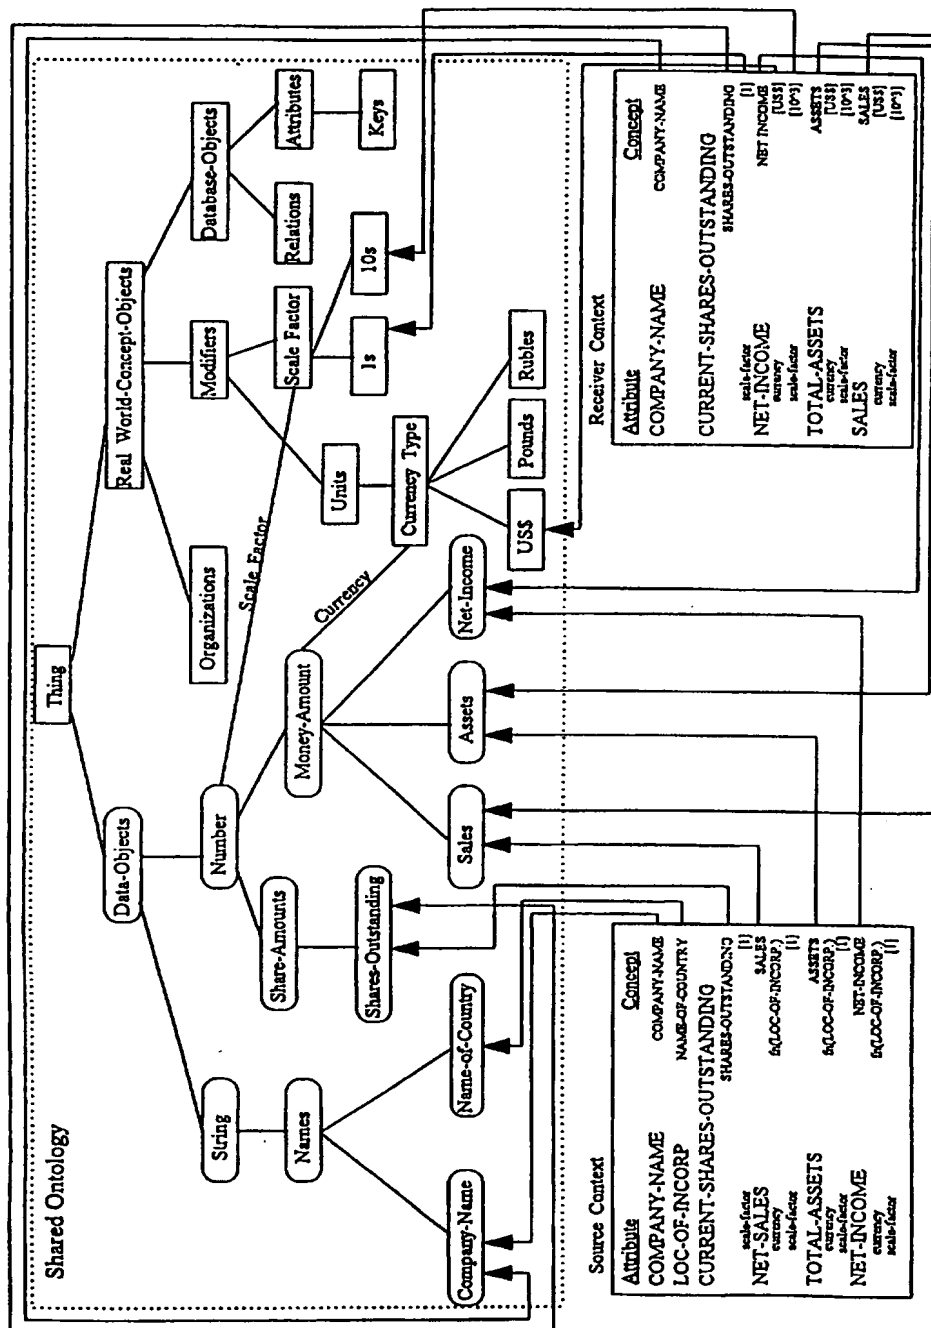 Shared Ontology
Thing
Data-Objects
Real World-Concept-Objects
String
Number
Organizations
Modifiers
Database-Objects
Scale Factor
Names
Share-Amounts
Money-Amount
Currency
Units
Scale Factor
Relations
Attributes
Company-Name
Name-of-Country
Shares-Outstanding
Currency Type
1s
10s
Keys
Sales
Assets
Net-Income
US$
Pounds
Rubles
Source Context
Attribute Concept
COMPANY-NAME COMPANY-NAME
LOC-OF-INCORP NAME-OF-COUNTRY
CURRENT-SHARES-OUTSTANDING
SHARES-OUTSTANDING
scale-factor [1]
NET-SALES SALES
currency fn(LOC-OF-INCORP.)
scale-factor [1]
TOTAL-ASSETS ASSETS
currency fn(LOC-OF-INCORP.)
scale-factor [1]
NET-INCOME NET-INCOME
currency fn(LOC-OF-INCORP.)
scale-factor [1]
Receiver Context
Attribute Concept
COMPANY-NAME COMPANY-NAME
CURRENT-SHARES-OUTSTANDING
SHARES-OUTSTANDING
scale-factor [1]
NET-INCOME NET INCOME
currency [US$]
scale-factor [10^3]
TOTAL-ASSETS ASSETS
currency [US$]
scale-factor [10^3]
SALES SALES
currency [US$]
scale-factor [10^3]